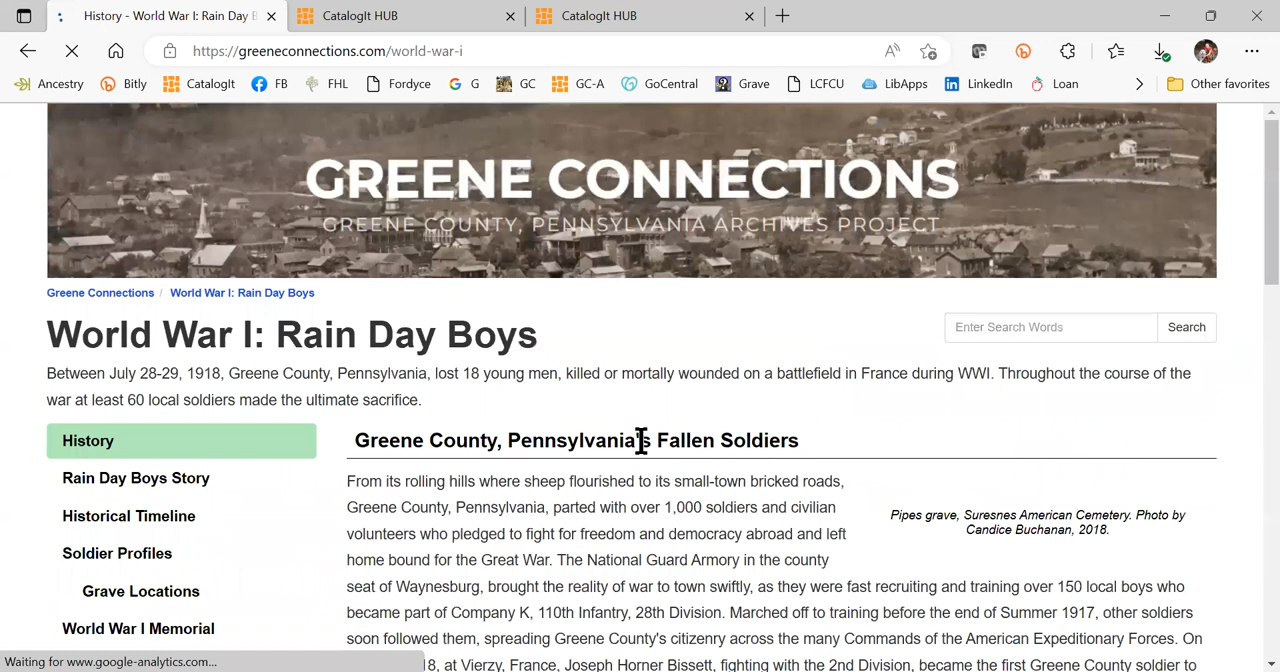 History - World War I: Rain Day B
CatalogIt HUB
CatalogIt HUB
https://greeneconnections.com/world-war-i
Ancestry
Bitly
CatalogIt
FB
FHL
Fordyce
G
GC
GC-A
GoCentral
Grave
LCFCU
LibApps
LinkedIn
Loan
Other favorites
GREENE CONNECTIONS
GREENE COUNTY, PENNSYLVANIA ARCHIVES PROJECT
Greene Connections / World War I: Rain Day Boys
World War I: Rain Day Boys
Enter Search Words
Search
Between July 28-29, 1918, Greene County, Pennsylvania, lost 18 young men, killed or mortally wounded on a battlefield in France during WWI. Throughout the course of the
war at least 60 local soldiers made the ultimate sacrifice.
History
Rain Day Boys Story
Historical Timeline
Soldier Profiles
Grave Locations
World War I Memorial
Greene County, Pennsylvania's Fallen Soldiers
From its rolling hills where sheep flourished to its small-town bricked roads,
Greene County, Pennsylvania, parted with over 1,000 soldiers and civilian
volunteers who pledged to fight for freedom and democracy abroad and left
home bound for the Great War. The National Guard Armory in the county
seat of Waynesburg, brought the reality of war to town swiftly, as they were fast recruiting and training over 150 local boys who
became part of Company K, 110th Infantry, 28th Division. Marched off to training before the end of Summer 1917, other soldiers
soon followed them, spreading Greene County's citizenry across the many Commands of the American Expeditionary Forces. On
8, at Vierzy, France, Joseph Horner Bissett, fighting with the 2nd Division, became the first Greene County soldier to
Pipes grave, Suresnes American Cemetery. Photo by
Candice Buchanan, 2018.
Waiting for www.google-analytics.com...